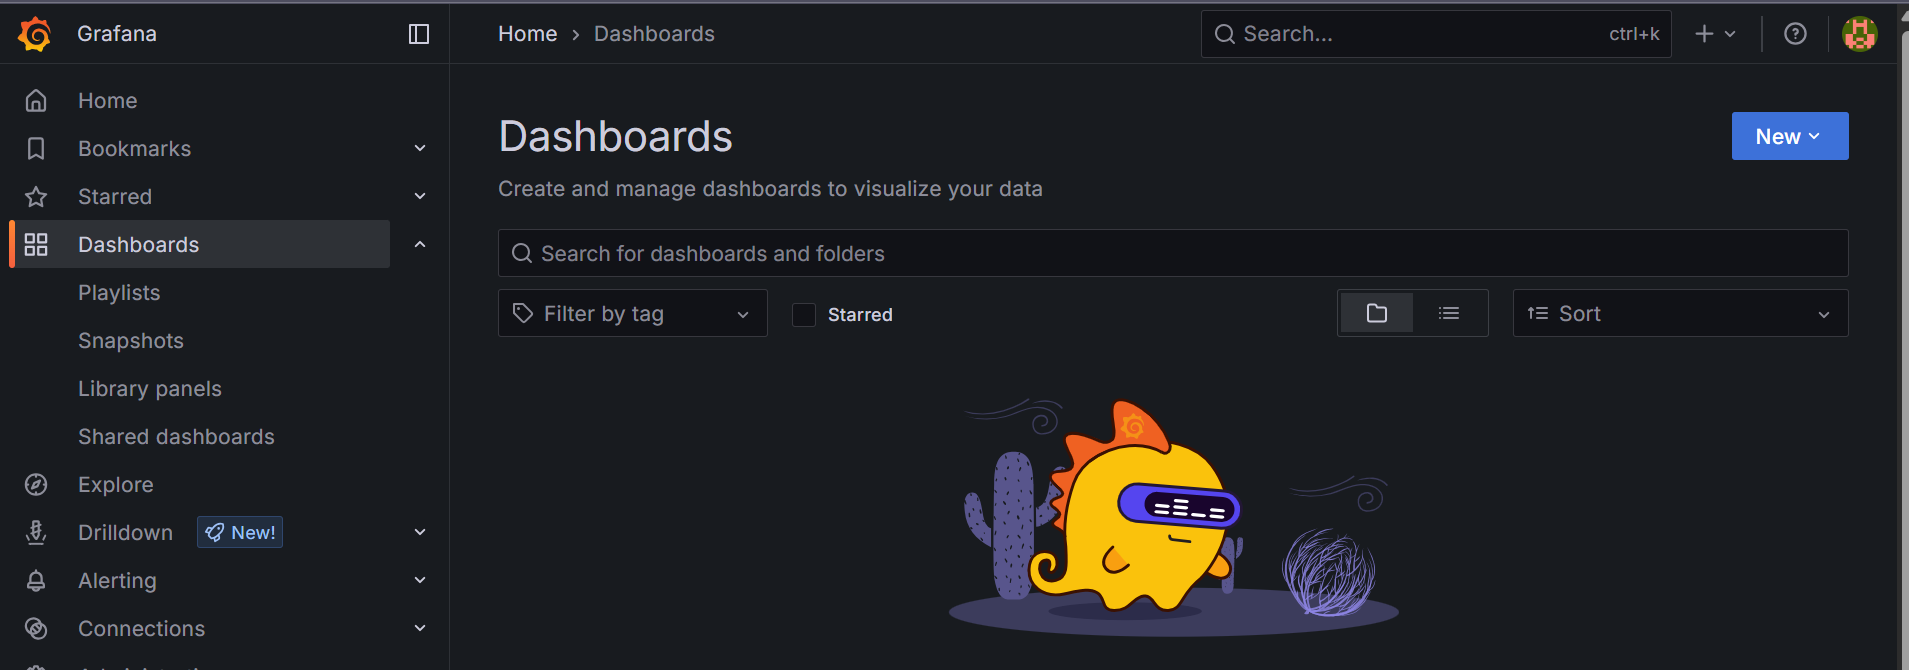 Grafana
Home > Dashboards
Search...
ctrl+k
Home
Bookmarks
Starred
Dashboards
Playlists
Snapshots
Library panels
Shared dashboards
Explore
Drilldown
New!
Alerting
Connections
Dashboards
New
Create and manage dashboards to visualize your data
Search for dashboards and folders
Filter by tag
Starred
Sort